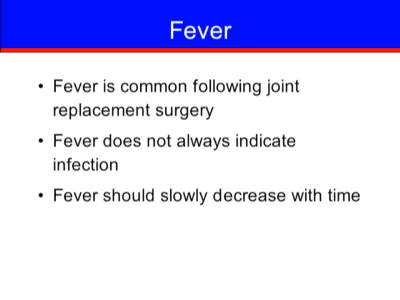 Fever
• Fever is common following joint
replacement surgery
• Fever does not always indicate
infection
• Fever should slowly decrease with time